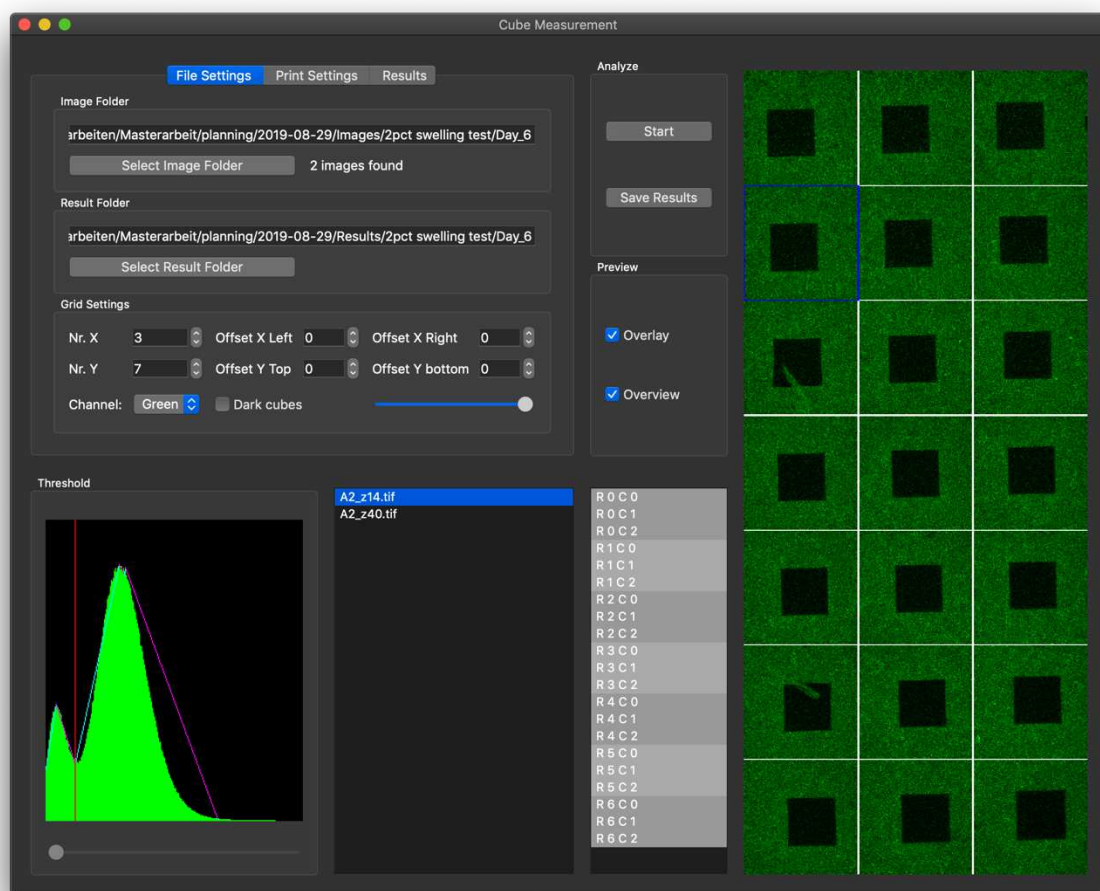 Cube Measurement
File Settings Print Settings Results
Image Folder
arbeiten/Masterarbeit/planning/2019-08-29/Images/2pct swelling test/Day_6
Select Image Folder 2 images found
Result Folder
arbeiten/Masterarbeit/planning/2019-08-29/Results/2pct swelling test/Day_6
Select Result Folder
Grid Settings
Nr. X 3 Offset X Left 0 Offset X Right 0
Nr. Y 7 Offset Y Top 0 Offset Y bottom 0
Channel: Green Dark cubes
Analyze
Start
Save Results
Preview
Overlay
Overview
Threshold
A2_z14.tif
A2_z40.tif
R 0 C 0
R 0 C 1
R 0 C 2
R 1 C 0
R 1 C 1
R 1 C 2
R 2 C 0
R 2 C 1
R 2 C 2
R 3 C 0
R 3 C 1
R 3 C 2
R 4 C 0
R 4 C 1
R 4 C 2
R 5 C 0
R 5 C 1
R 5 C 2
R 6 C 0
R 6 C 1
R 6 C 2